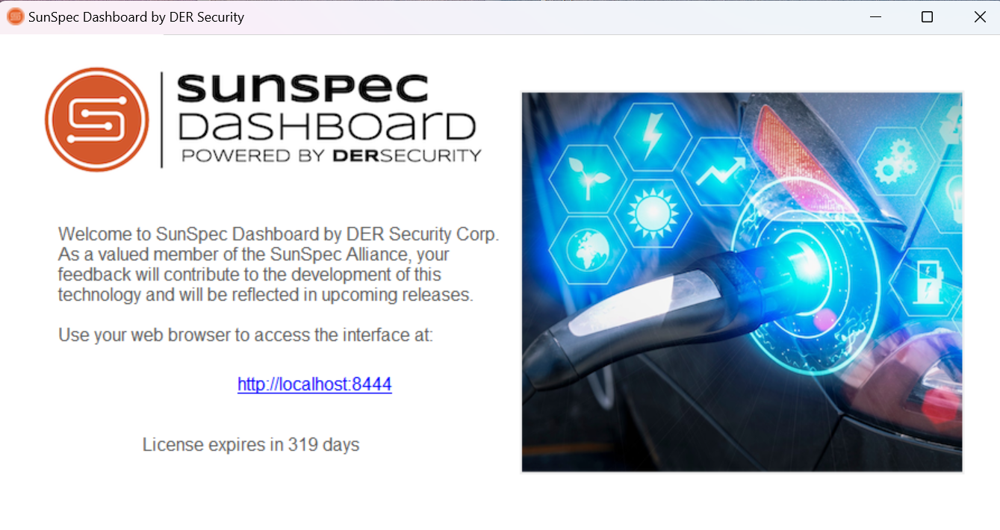 SunSpec Dashboard by DER Security
sunspec
DASHBOARD
POWERED BY DERSECURITY
Welcome to SunSpec Dashboard by DER Security Corp.
As a valued member of the SunSpec Alliance, your
feedback will contribute to the development of this
technology and will be reflected in upcoming releases.
Use your web browser to access the interface at:
http://localhost:8444
License expires in 319 days